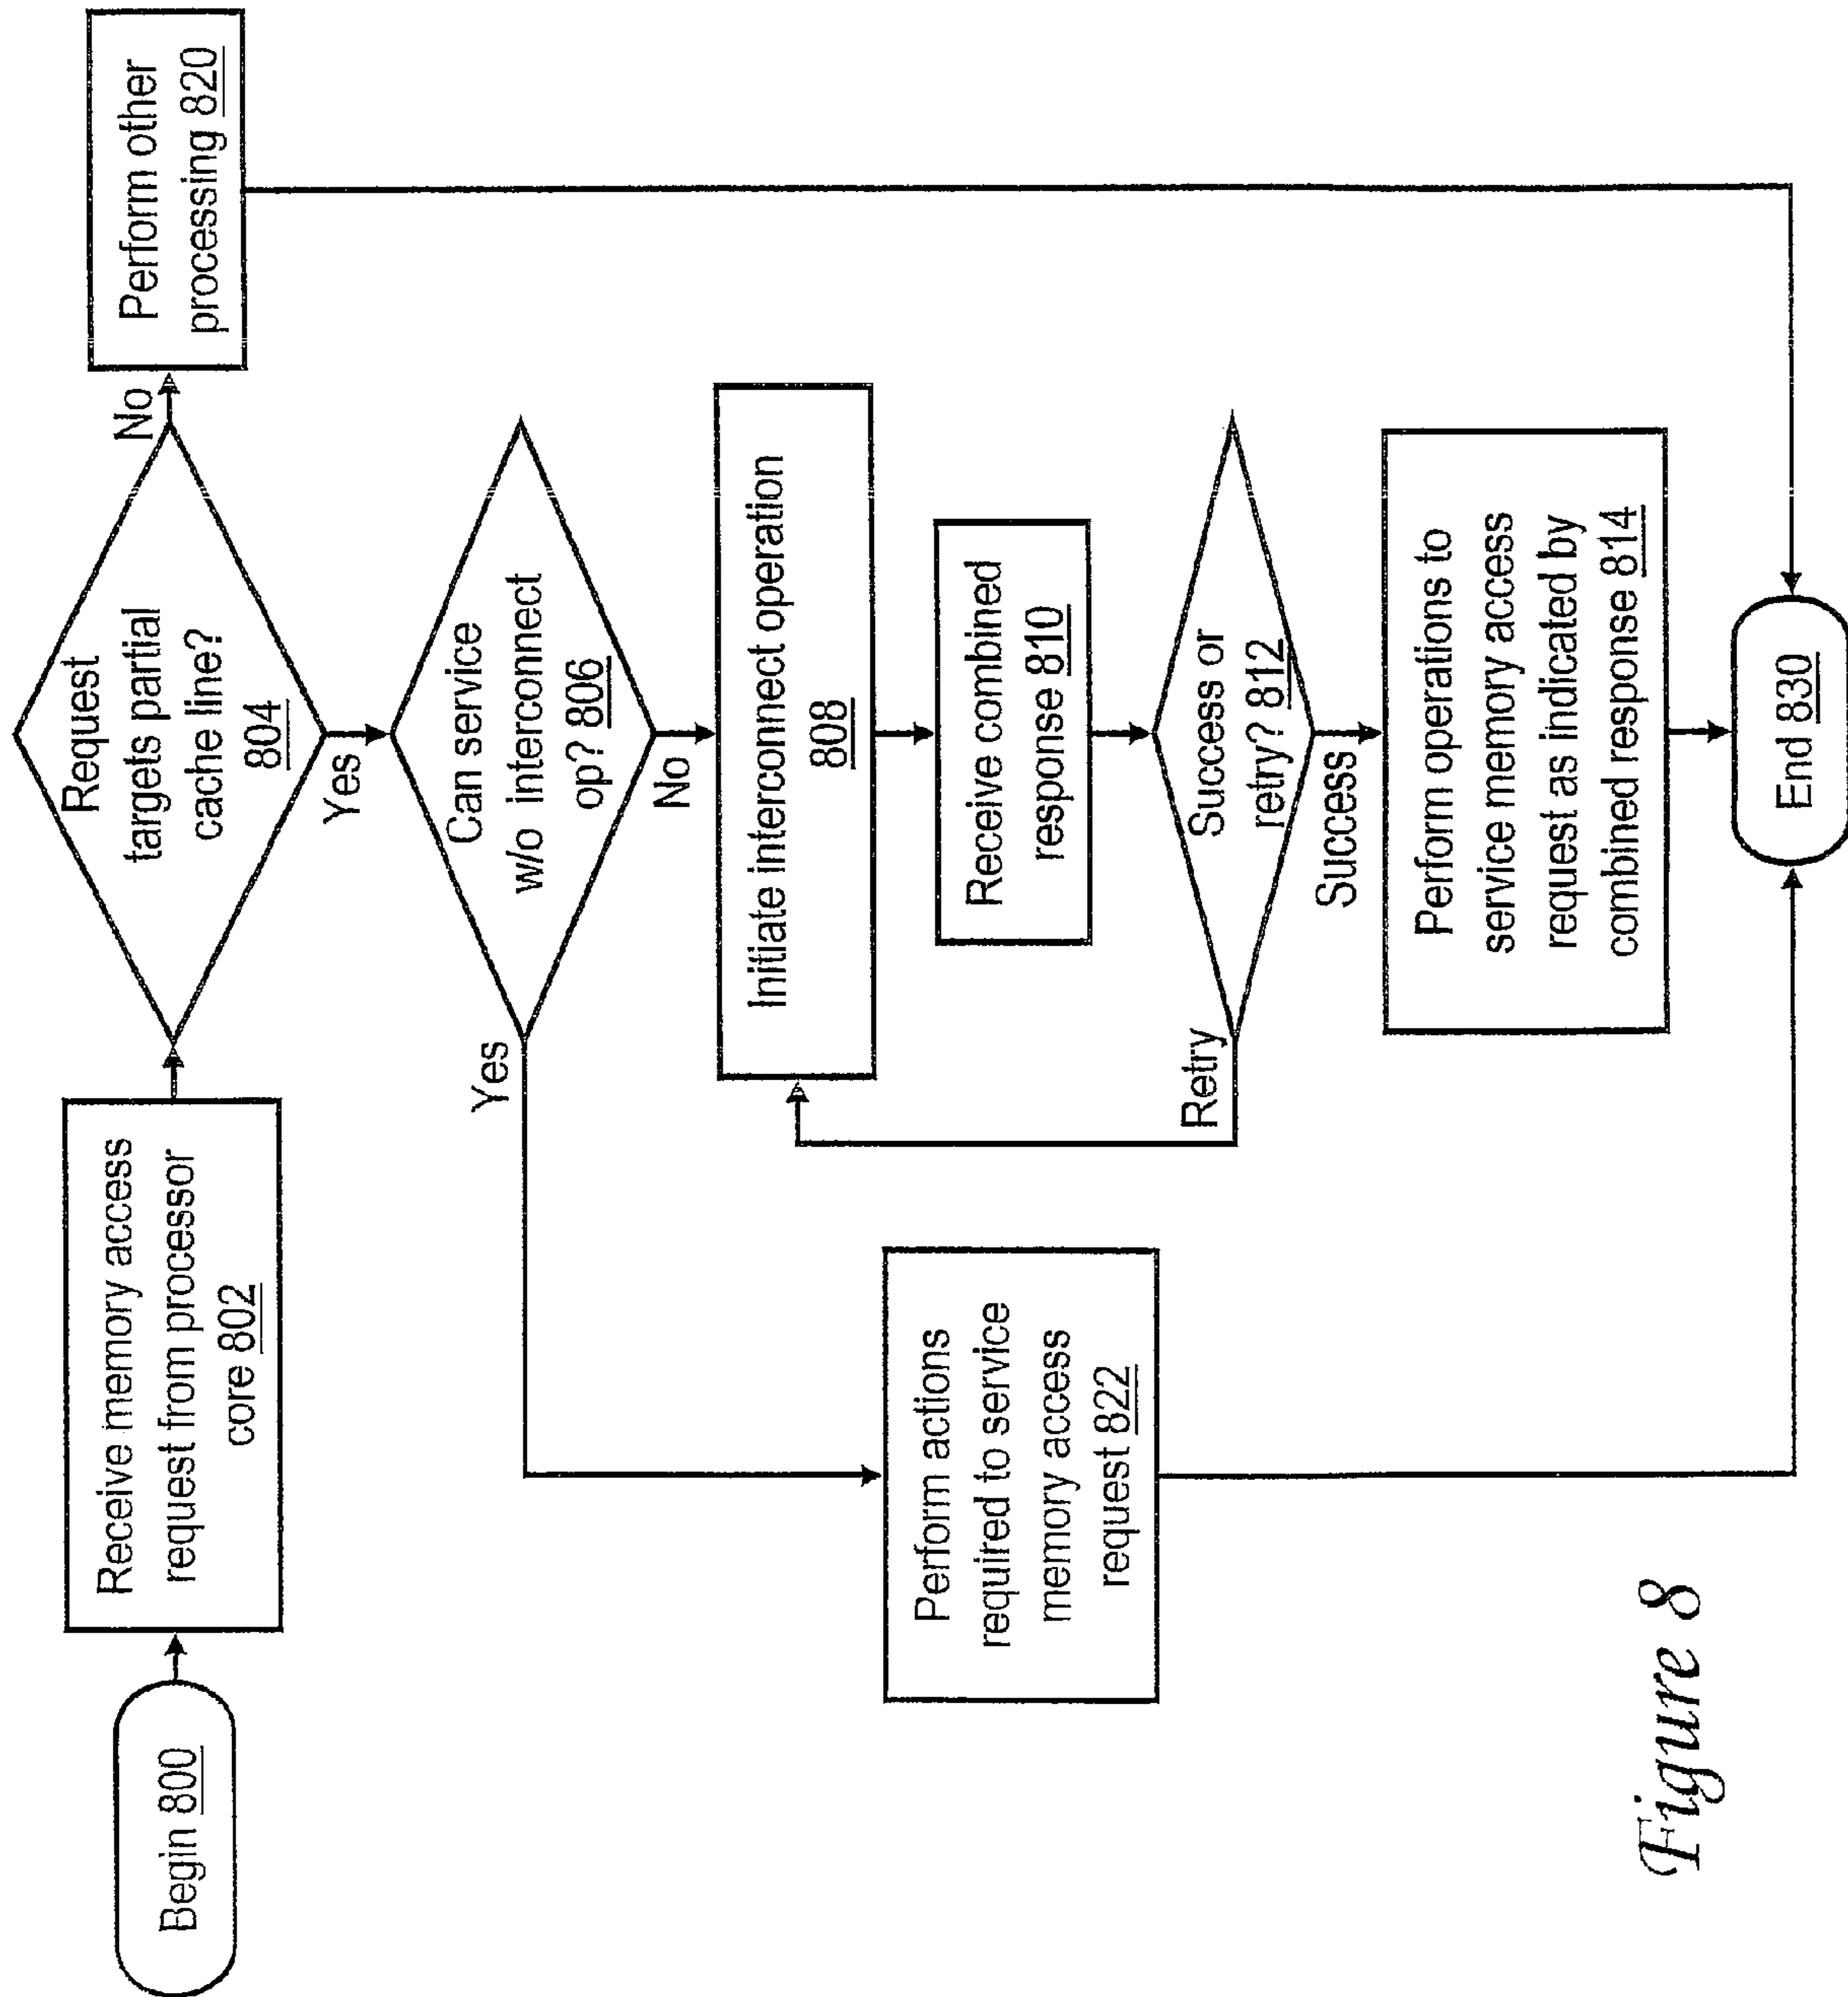 Begin 800
Receive memory access
request from processor
core 802
Request
targets partial
cache line?
804
No
Perform other
processing 820
Yes
Can service
w/o interconnect
op? 806
Yes
No
Initiate interconnect operation
808
Receive combined
response 810
Success or
retry? 812
Retry
Success
Perform operations to
service memory access
request as indicated by
combined response 814
Perform actions
required to service
memory access
request 822
End 830
Figure 8